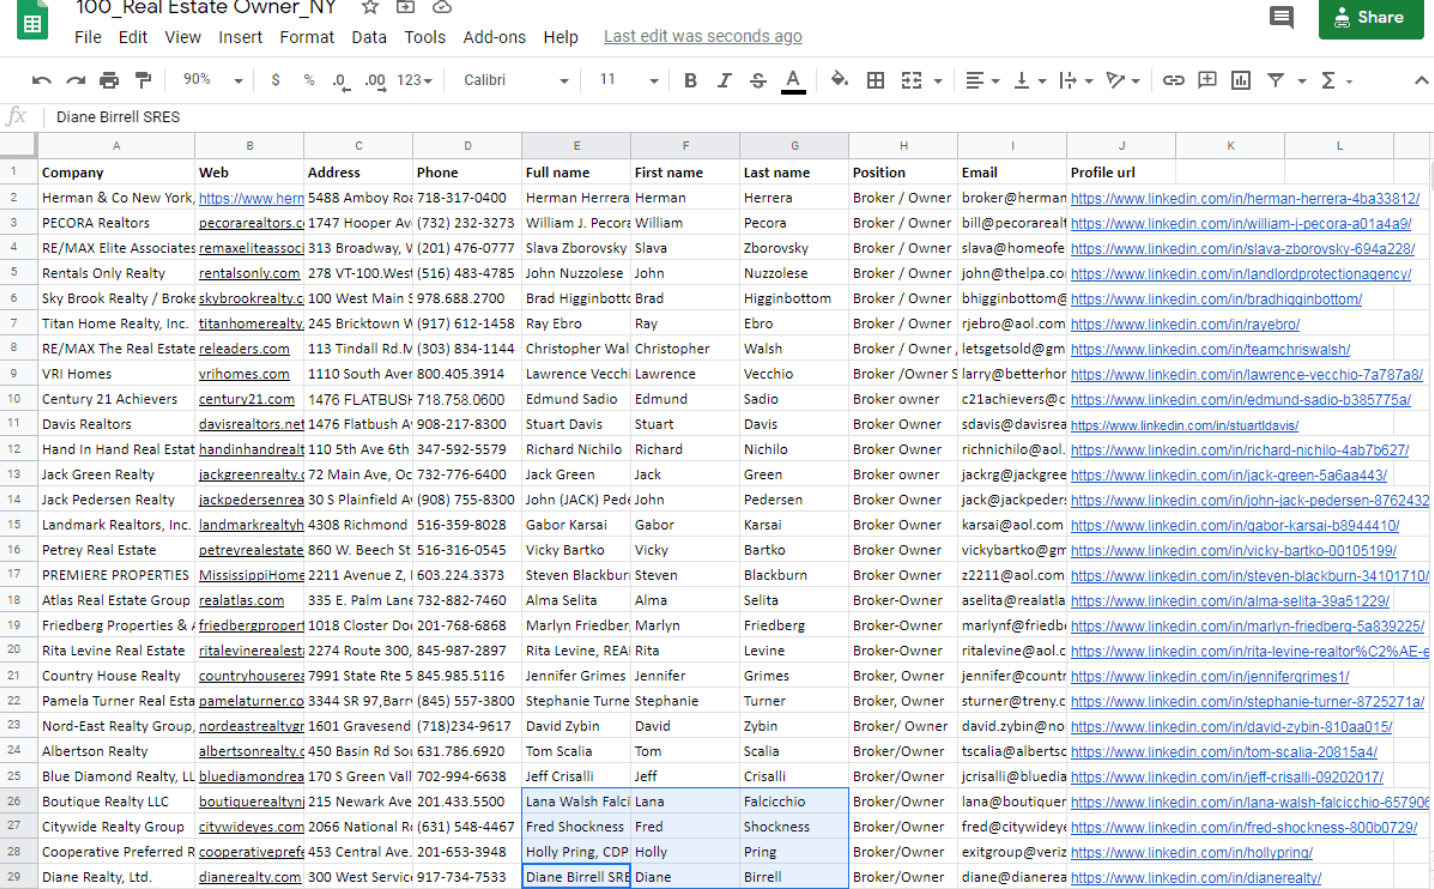 100_Real Estate Owner_NY
File Edit View Insert Format Data Tools Add-ons Help Last edit was seconds ago
Share
90% $ % .0 .00 123 Calibri 11 B I S A Σ
fx Diane Birrell SRES
A B C D E F G H I J K L
1 Company Web Address Phone Full name First name Last name Position Email Profile url
2 Herman & Co New York, https://www.herm 5488 Amboy Roa 718-317-0400 Herman Herrera Herman Herrera Broker / Owner broker@herman https://www.linkedin.com/in/herman-herrera-4ba33812/
3 PECORA Realtors pecorarealtors.c 1747 Hooper Av (732) 232-3273 William J. Pecora William Pecora Broker / Owner bill@pecorarealt https://www.linkedin.com/in/william-j-pecora-a01a4a9/
4 RE/MAX Elite Associates remaxeliteassoci 313 Broadway, W (201) 476-0777 Slava Zborovsky Slava Zborovsky Broker / Owner slava@homeofe https://www.linkedin.com/in/slava-zborovsky-694a228/
5 Rentals Only Realty rentalsonly.com 278 VT-100.West (516) 483-4785 John Nuzzolese John Nuzzolese Broker / Owner john@thelpa.co https://www.linkedin.com/in/landlordprotectionagency/
6 Sky Brook Realty / Broke skybrookrealty.c 100 West Main S 978.688.2700 Brad Higginbotto Brad Higginbottom Broker / Owner bhigginbottom@ https://www.linkedin.com/in/bradhigginbottom/
7 Titan Home Realty, Inc. titanhomerealty. 245 Bricktown W (917) 612-1458 Ray Ebro Ray Ebro Broker / Owner rjebro@aol.com https://www.linkedin.com/in/rayebro/
8 RE/MAX The Real Estate releaders.com 113 Tindall Rd.M (303) 834-1144 Christopher Wal Christopher Walsh Broker / Owner , letsgetsold@gm https://www.linkedin.com/in/teamchriswalsh/
9 VRI Homes vrihomes.com 1110 South Aver 800.405.3914 Lawrence Vecchi Lawrence Vecchio Broker /Owner S larry@betterhor https://www.linkedin.com/in/lawrence-vecchio-7a787a8/
10 Century 21 Achievers century21.com 1476 FLATBUSH 718.758.0600 Edmund Sadio Edmund Sadio Broker owner c21achievers@c https://www.linkedin.com/in/edmund-sadio-b385775a/
11 Davis Realtors davisrealtors.net 1476 Flatbush A 908-217-8300 Stuart Davis Stuart Davis Broker Owner sdavis@davisrea https://www.linkedin.com/in/stuartldavis/
12 Hand In Hand Real Estat handinhandrealt 110 5th Ave 6th 347-592-5579 Richard Nichilo Richard Nichilo Broker Owner richnichilo@aol. https://www.linkedin.com/in/richard-nichilo-4ab7b627/
13 Jack Green Realty jackgreenrealty.c 72 Main Ave, Oc 732-776-6400 Jack Green Jack Green Broker owner jackrg@jackgree https://www.linkedin.com/in/jack-green-5a6aa443/
14 Jack Pedersen Realty jackpedersenrea 30 S Plainfield A (908) 755-8300 John (JACK) Pede John Pedersen Broker Owner jack@jackpeders https://www.linkedin.com/in/john-jack-pedersen-8762432
15 Landmark Realtors, Inc. landmarkrealtyh 4308 Richmond 516-359-8028 Gabor Karsai Gabor Karsai Broker Owner karsai@aol.com https://www.linkedin.com/in/gabor-karsai-b8944410/
16 Petrey Real Estate petreyrealestate 860 W. Beech St 516-316-0545 Vicky Bartko Vicky Bartko Broker Owner vickybartko@gm https://www.linkedin.com/in/vicky-bartko-00105199/
17 PREMIERE PROPERTIES MississippiHome 2211 Avenue Z, 603.224.3373 Steven Blackburr Steven Blackburn Broker Owner z2211@aol.com https://www.linkedin.com/in/steven-blackburn-34101710/
18 Atlas Real Estate Group realatlas.com 335 E. Palm Lane 732-882-7460 Alma Selita Alma Selita Broker-Owner aselita@realatla https://www.linkedin.com/in/alma-selita-39a51229/
19 Friedberg Properties & A friedbergpropert 1018 Closter Do 201-768-6868 Marlyn Friedber, Marlyn Friedberg Broker-Owner marlynf@friedbe https://www.linkedin.com/in/marlyn-friedberg-5a839225/
20 Rita Levine Real Estate ritalevinerealest 2274 Route 300, 845-987-2897 Rita Levine, REA Rita Levine Broker-Owner ritalevine@aol.c https://www.linkedin.com/in/rita-levine-realtor%C2%AE-e
21 Country House Realty countryhouserea 7991 State Rte 5 845.985.5116 Jennifer Grimes Jennifer Grimes Broker, Owner jennifer@countr https://www.linkedin.com/in/jennifergrimes1/
22 Pamela Turner Real Esta pamelaturner.co 3344 SR 97,Barr (845) 557-3800 Stephanie Turne Stephanie Turner Broker, Owner sturner@treny.c https://www.linkedin.com/in/stephanie-turner-8725271a/
23 Nord-East Realty Group, nordeastrealtygr 1601 Gravesend (718)234-9617 David Zybin David Zybin Broker/ Owner david.zybin@no https://www.linkedin.com/in/david-zybin-810aa015/
24 Albertson Realty albertsonrealty.c 450 Basin Rd Sou 631.786.6920 Tom Scalia Tom Scalia Broker/Owner tscalia@albertsc https://www.linkedin.com/in/tom-scalia-20815a4/
25 Blue Diamond Realty, LL bluediamondrea 170 S Green Vall 702-994-6638 Jeff Crisalli Jeff Crisalli Broker/Owner jcrisalli@bluedia https://www.linkedin.com/in/jeff-crisalli-09202017/
26 Boutique Realty LLC boutiquerealtynj 215 Newark Ave 201.433.5500 Lana Walsh Falci Lana Falcicchio Broker/Owner lana@boutiquer https://www.linkedin.com/in/lana-walsh-falcicchio-657906
27 Citywide Realty Group citywideyes.com 2066 National R (631) 548-4467 Fred Shockness Fred Shockness Broker/Owner fred@citywideye https://www.linkedin.com/in/fred-shockness-800b0729/
28 Cooperative Preferred R cooperativeprefe 453 Central Ave. 201-653-3948 Holly Pring, CDP Holly Pring Broker/Owner exitgroup@veriz https://www.linkedin.com/in/hollypring/
29 Diane Realty, Ltd. dianerealty.com 300 West Service 917-734-7533 Diane Birrell SRE Diane Birrell Broker/Owner diane@dianerea https://www.linkedin.com/in/dianerealty/